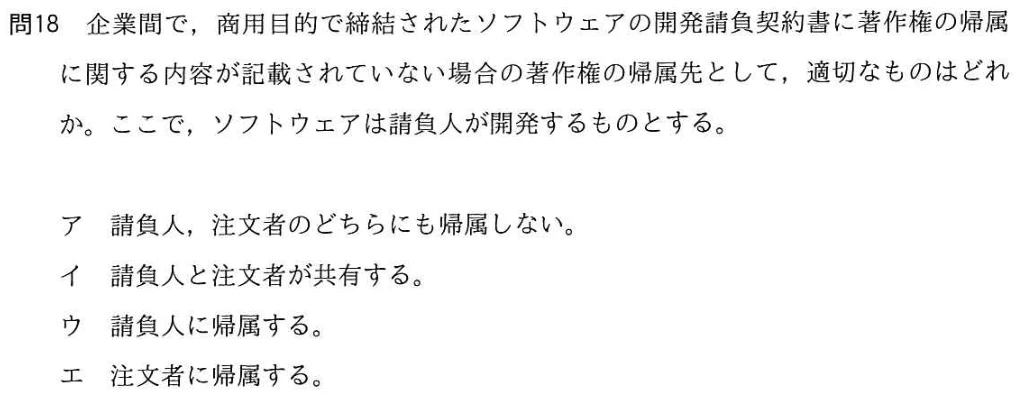 問18　企業間で，商用目的で締結されたソフトウェアの開発請負契約書に著作権の帰属
に関する内容が記載されていない場合の著作権の帰属先として，適切なものはどれ
か。ここで，ソフトウェアは請負人が開発するものとする。
ア　請負人，注文者のどちらにも帰属しない。
イ　請負人と注文者が共有する。
ウ　請負人に帰属する。
エ　注文者に帰属する。